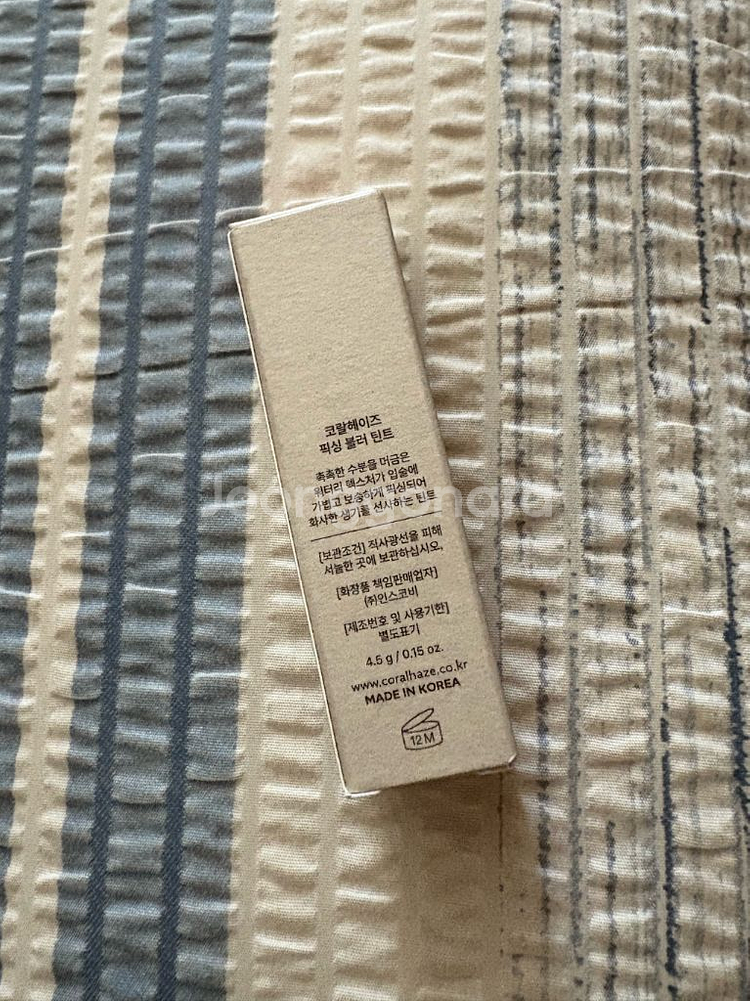 코랄헤이즈
픽싱 블러 틴트
촉촉한 수분을 머금은
워터리 텍스처가 입술에
가볍고 보송하게 픽싱되어
화사한 생기를 선사하는 틴트
[보관조건] 직사광선을 피해
서늘한 곳에 보관하십시오.
[화장품 책임판매업자]
㈜인스코비
[제조번호 및 사용기한]
별도표기
4.5 g / 0.15 oz.
www.coralhaze.co.kr
MADE IN KOREA
12M